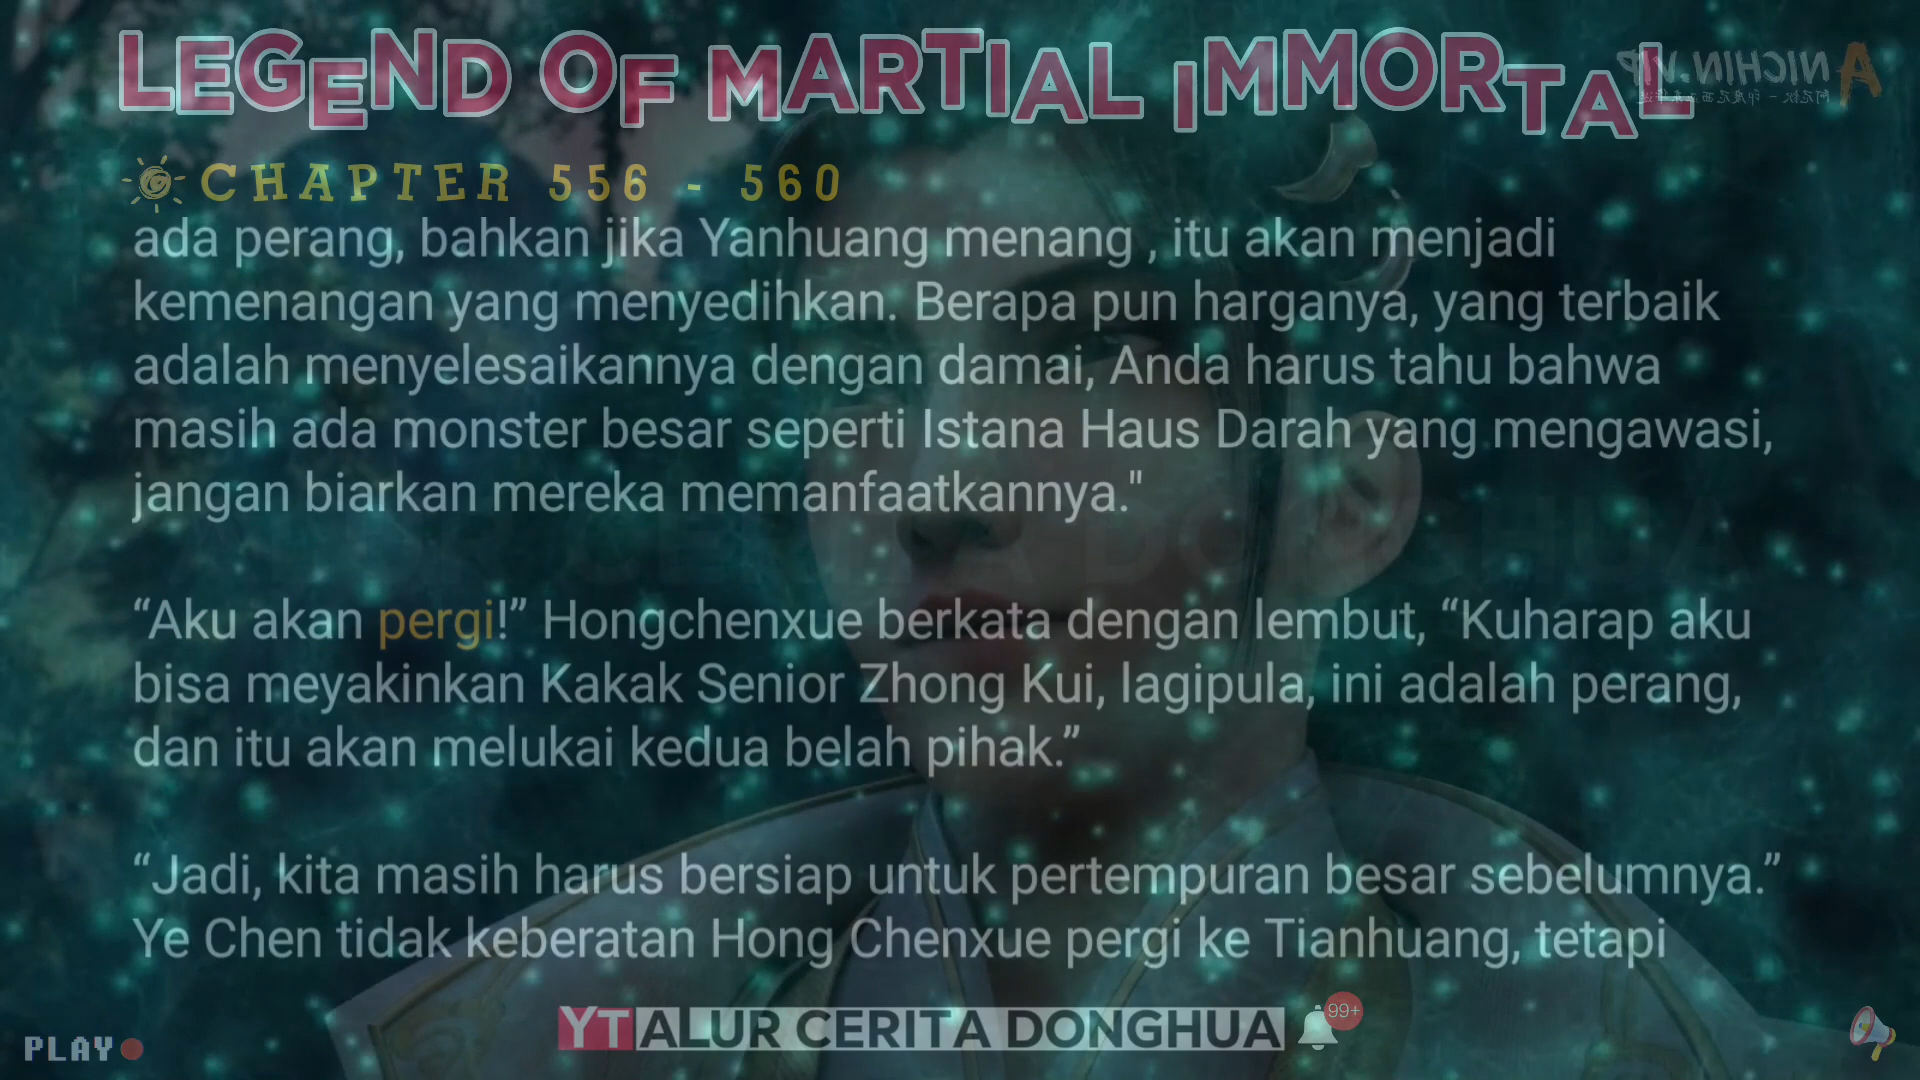 LEGEND OF MARTIAL IMMORTAL
CHAPTER 556 - 560
ada perang, bahkan jika Yanhuang menang , itu akan menjadi
kemenangan yang menyedihkan. Berapa pun harganya, yang terbaik
adalah menyelesaikannya dengan damai, Anda harus tahu bahwa
masih ada monster besar seperti Istana Haus Darah yang mengawasi,
jangan biarkan mereka memanfaatkannya."
“Aku akan pergi!” Hongchenxue berkata dengan lembut, “Kuharap aku
bisa meyakinkan Kakak Senior Zhong Kui, lagipula, ini adalah perang,
dan itu akan melukai kedua belah pihak.”
“Jadi, kita masih harus bersiap untuk pertempuran besar sebelumnya.”
Ye Chen tidak keberatan Hong Chenxue pergi ke Tianhuang, tetapi
YT ALUR CERITA DONGHUA
99+
PLAY
ANICHIN.VIP
ALUR CERITA DONGHUA